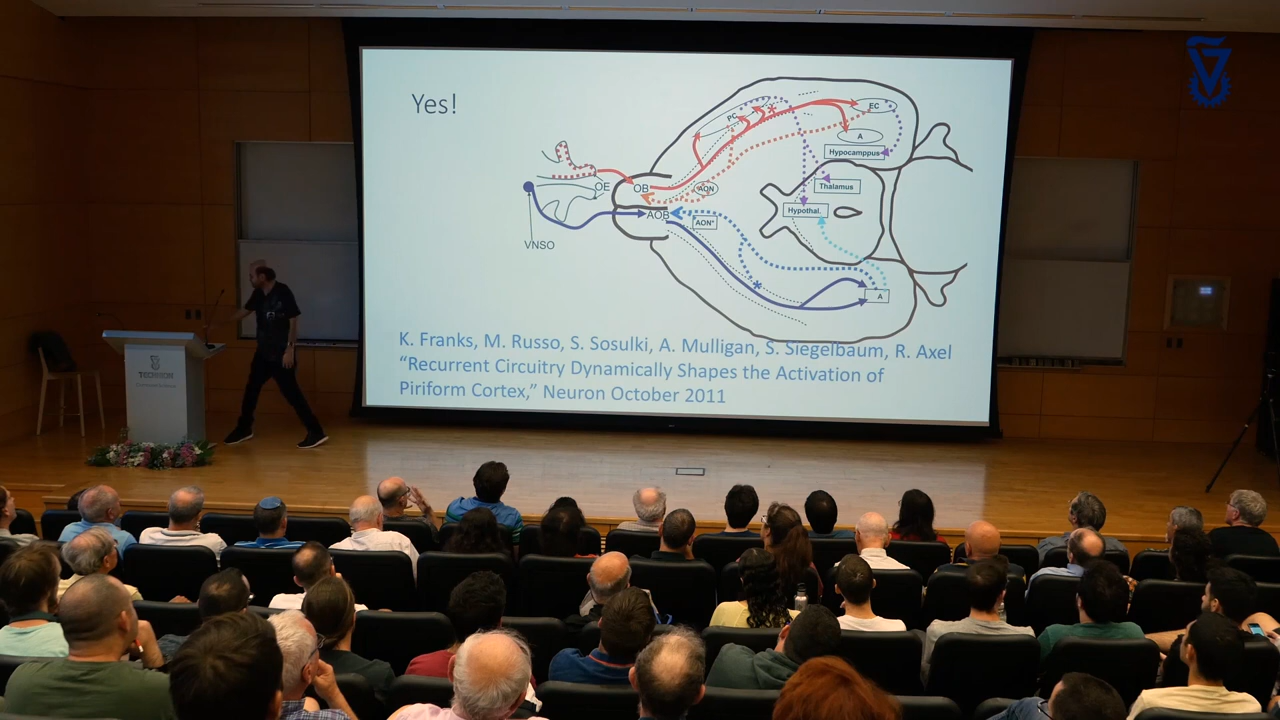 Yes!
PC
EC
A
Hypocamppus
OE
OB
AON
Thalamus
AOB
AON*
Hypothal.
VNSO
A
K. Franks, M. Russo, S. Sosulki, A. Mulligan, S. Siegelbaum, R. Axel
“Recurrent Circuitry Dynamically Shapes the Activation of
Piriform Cortex,” Neuron October 2011
TECHNION